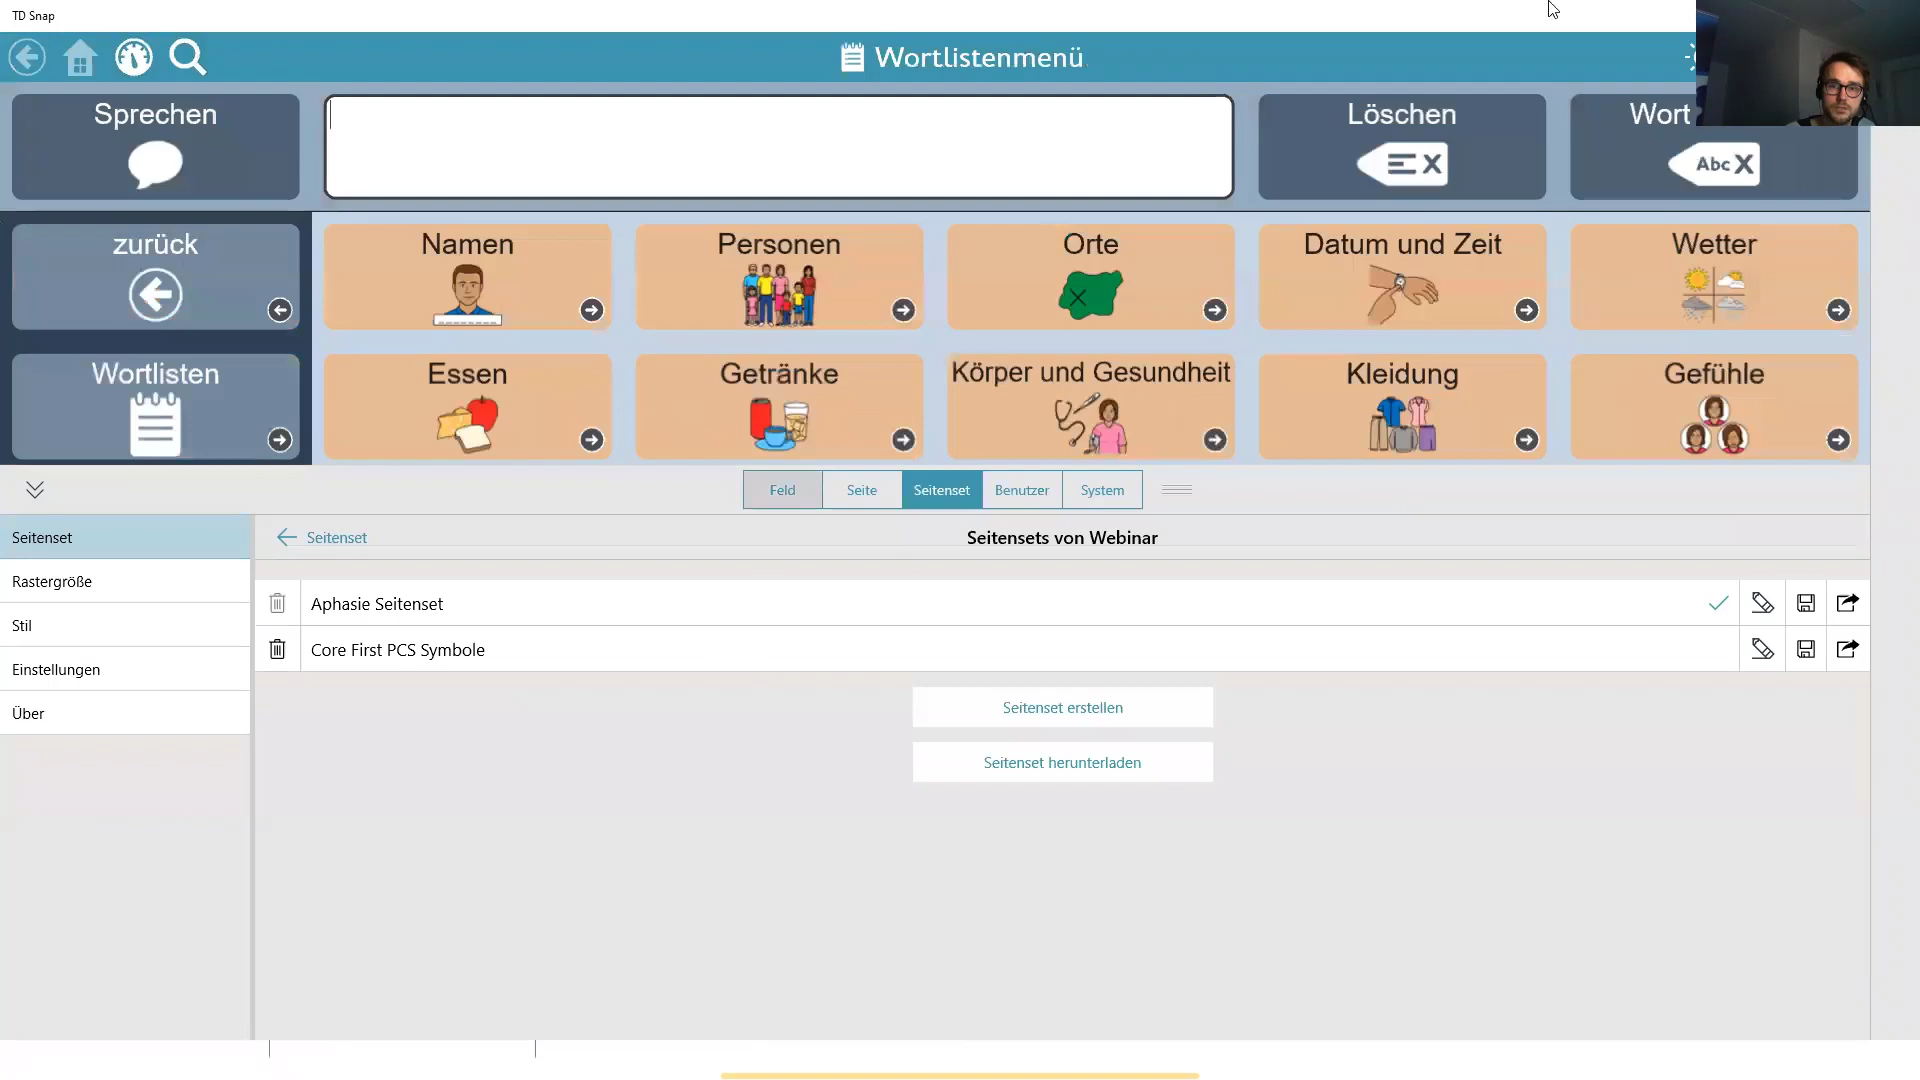 TD Snap
Wortlistenmenü
Sprechen
Löschen
Wort
Abc X
zurück
Namen
Personen
Orte
Datum und Zeit
Wetter
Wortlisten
Essen
Getränke
Körper und Gesundheit
Kleidung
Gefühle
Feld
Seite
Seitenset
Benutzer
System
Seitenset
Rastergröße
Stil
Einstellungen
Über
Seitenset
Seitensets von Webinar
Aphasie Seitenset
Core First PCS Symbole
Seitenset erstellen
Seitenset herunterladen